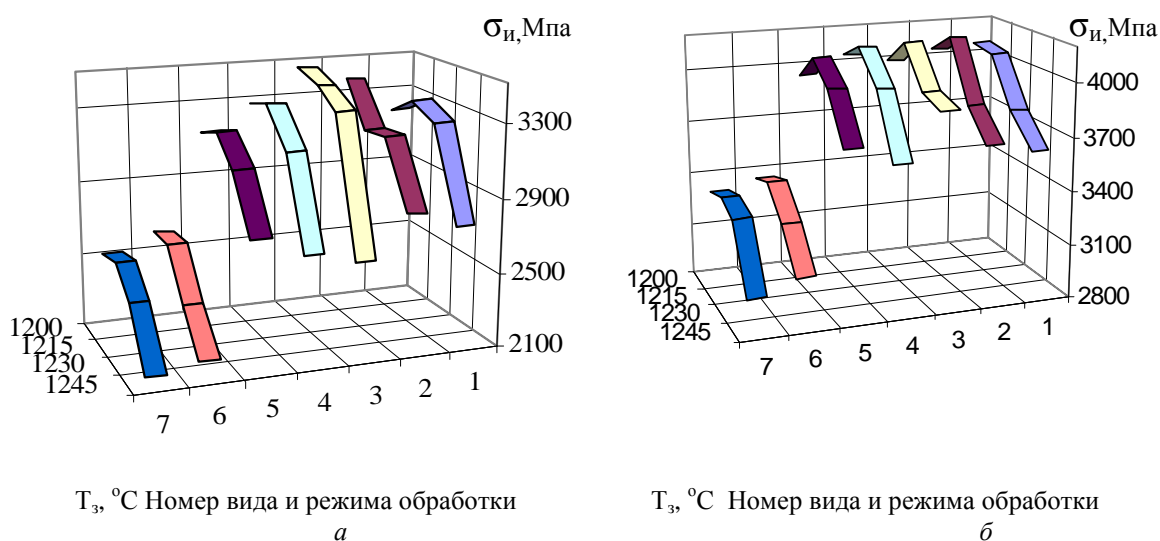 σи,Мпа
3300
2900
2500
2100
1200
1215
1230
1245
7 6 5 4 3 2 1
Тз, оС Номер вида и режима обработки
а
σи,Мпа
4000
3700
3400
3100
2800
1200
1215
1230
1245
7 6 5 4 3 2 1
Тз, оС Номер вида и режима обработки
б